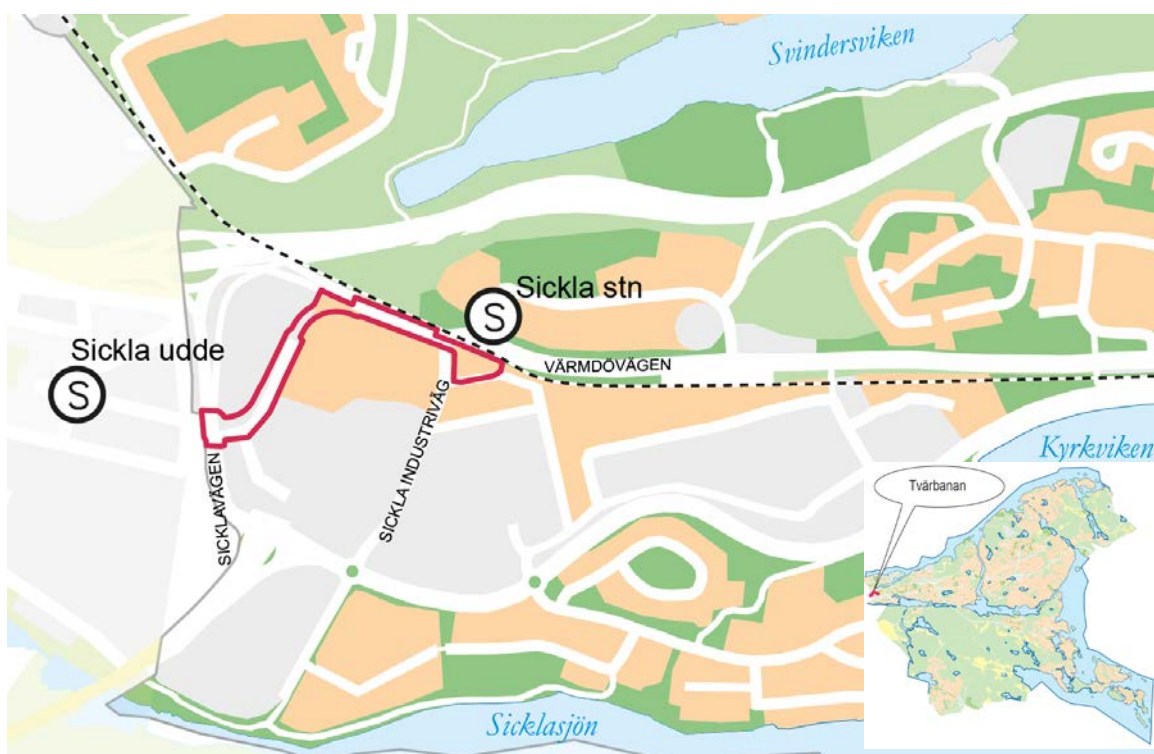 Svindersviken
Sickla stn
S
Sickla udde
S
VÄRMDÖVÄGEN
SICKLAVÄGEN
SICKLA INDUSTRIVÄG
Kyrkviken
Tvärbanan
Sicklasjön